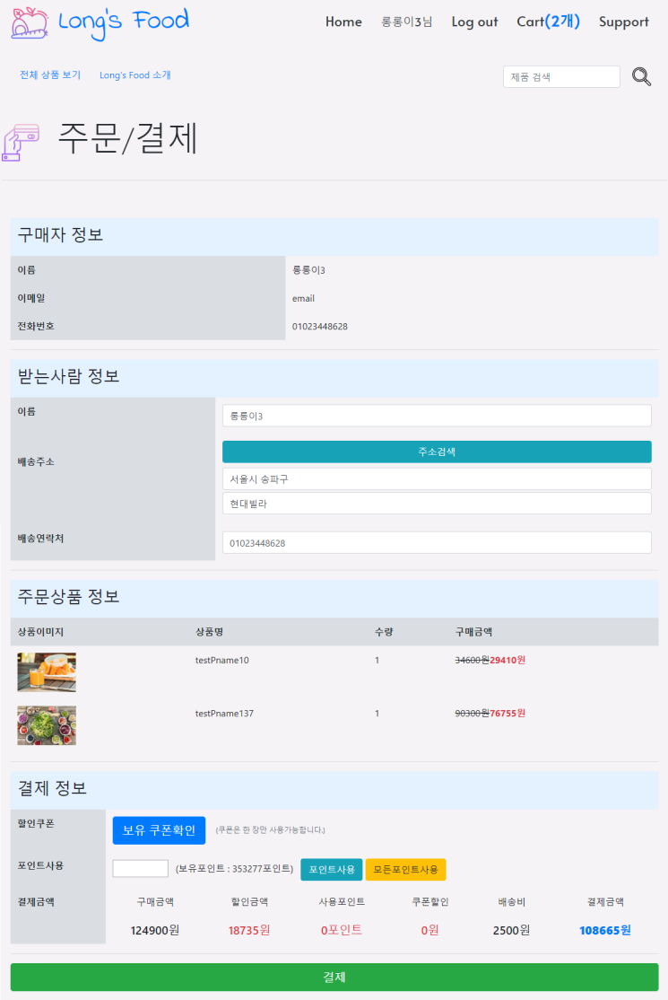 Long's Food
Home 롱롱이3님 Log out Cart(2개) Support
전체 상품 보기 Long's Food 소개 제품 검색
주문/결제
구매자 정보
이름 롱롱이3
이메일 email
전화번호 01023448628
받는사람 정보
이름 롱롱이3
주소검색
배송주소
서울시 송파구
현대빌라
배송연락처 01023448628
주문상품 정보
상품이미지 상품명 수량 구매금액
testPname10 1 34600원29410원
testPname137 1 90300원76755원
결제 정보
할인쿠폰 보유 쿠폰확인 (쿠폰은 한 장만 사용가능합니다.)
포인트사용 (보유포인트 : 353277포인트) 포인트사용 모든포인트사용
결제금액 구매금액 할인금액 사용포인트 쿠폰할인 배송비 결제금액
124900원 18735원 0포인트 0원 2500원 108665원
결제